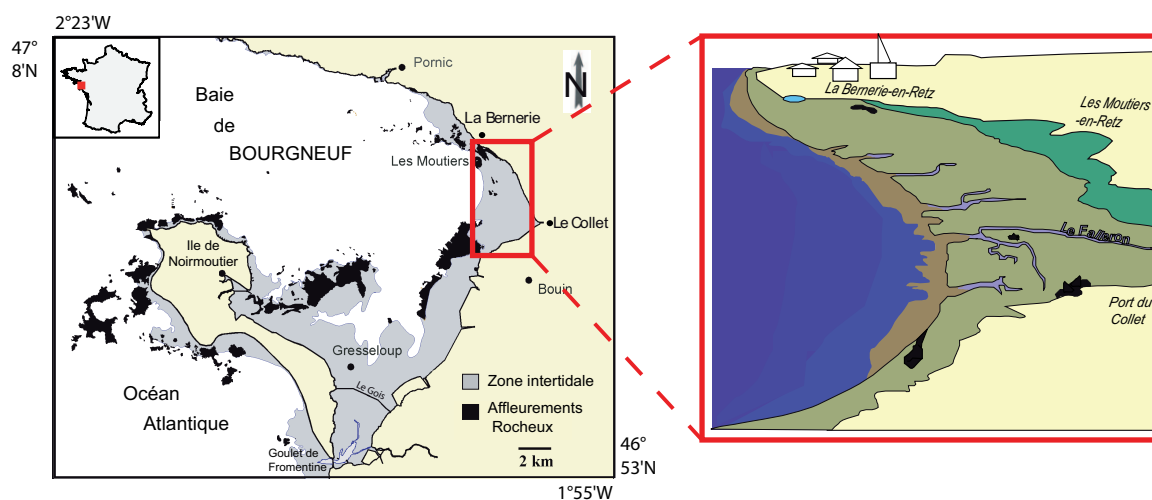 2°23'W
47°
8'N
Pornic
Baie
de
BOURGNEUF
N
La Bernerie
Les Moutiers
Le Collet
Ile de
Noirmoutier
Bouin
Gresseloup
Zone intertidale
Le Gois
Affleurements
Rocheux
Océan
Atlantique
Goulet de
Fromentine
2 km
46°
53'N
1°55'W
La Bernerie-en-Retz
Les Moutiers
-en-Retz
Le Falleron
Port du
Collet